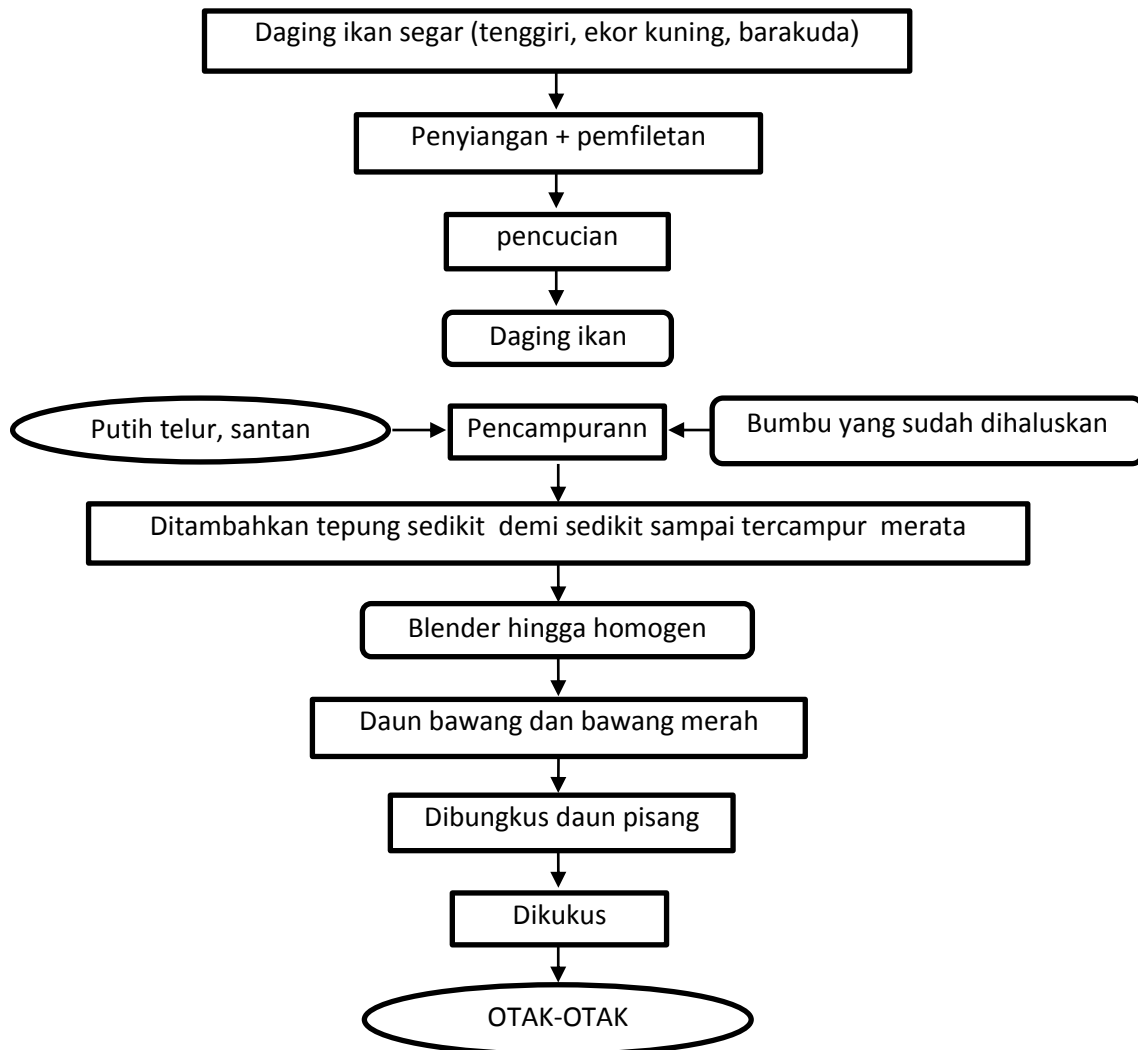 Daging ikan segar (tenggiri, ekor kuning, barakuda)
Penyiangan + pemfiletan
pencucian
Daging ikan
Putih telur, santan
Pencampurann
Bumbu yang sudah dihaluskan
Ditambahkan tepung sedikit demi sedikit sampai tercampur merata
Blender hingga homogen
Daun bawang dan bawang merah
Dibungkus daun pisang
Dikukus
OTAK-OTAK